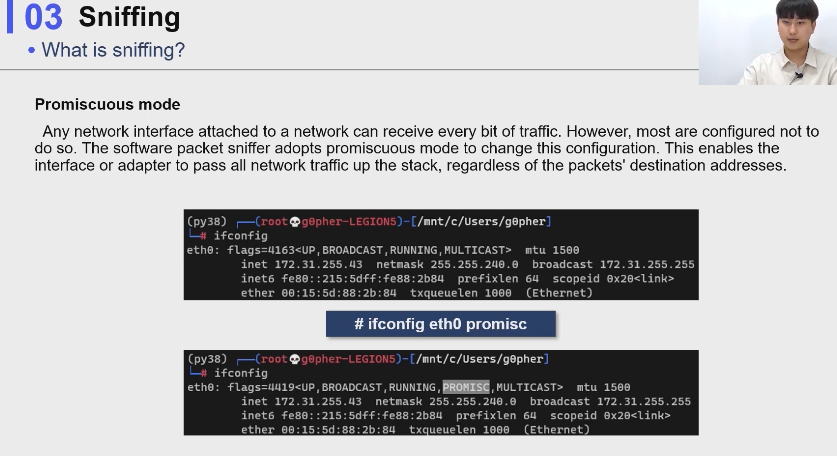 03 Sniffing
• What is sniffing?
Promiscuous mode
Any network interface attached to a network can receive every bit of traffic. However, most are configured not to
do so. The software packet sniffer adopts promiscuous mode to change this configuration. This enables the
interface or adapter to pass all network traffic up the stack, regardless of the packets' destination addresses.
(py38) ┌──(root💀g0pher-LEGION5)-[/mnt/c/Users/g0pher]
└─# ifconfig
eth0: flags=4163<UP,BROADCAST,RUNNING,MULTICAST> mtu 1500
inet 172.31.255.43 netmask 255.255.240.0 broadcast 172.31.255.255
inet6 fe80::215:5dff:fe88:2b84 prefixlen 64 scopeid 0x20<link>
ether 00:15:5d:88:2b:84 txqueuelen 1000 (Ethernet)
# ifconfig eth0 promisc
(py38) ┌──(root💀g0pher-LEGION5)-[/mnt/c/Users/g0pher]
└─# ifconfig
eth0: flags=4419<UP,BROADCAST,RUNNING,PROMISC,MULTICAST> mtu 1500
inet 172.31.255.43 netmask 255.255.240.0 broadcast 172.31.255.255
inet6 fe80::215:5dff:fe88:2b84 prefixlen 64 scopeid 0x20<link>
ether 00:15:5d:88:2b:84 txqueuelen 1000 (Ethernet)